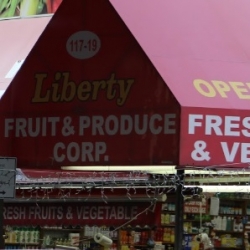 117-19
Liberty
FRUIT & PRODUCE
CORP.
OPE
FRES
& VE
RESH FRUITS & VEGETABLE